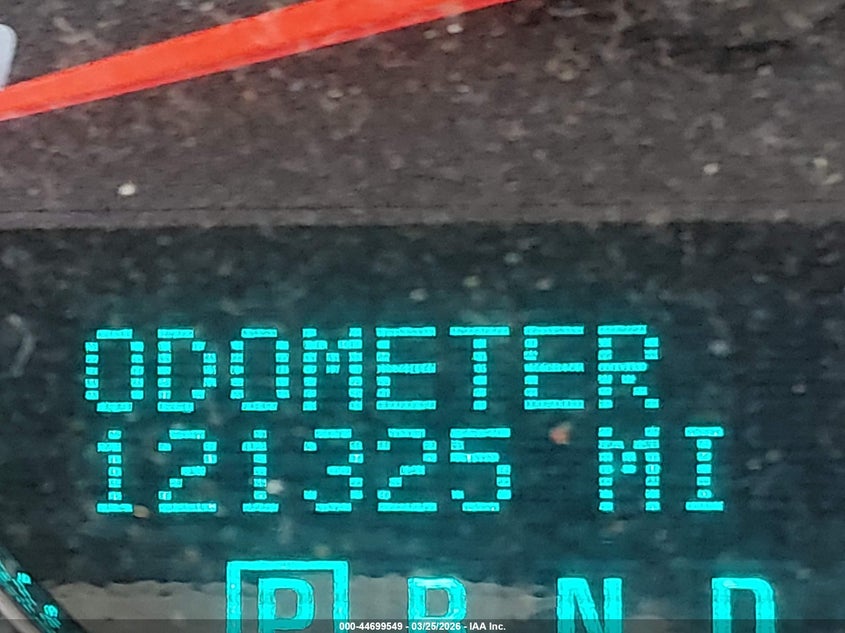 ODOMETER
121325 MI
P R N D
000-44699549 - 03/25/2026 - IAA Inc.